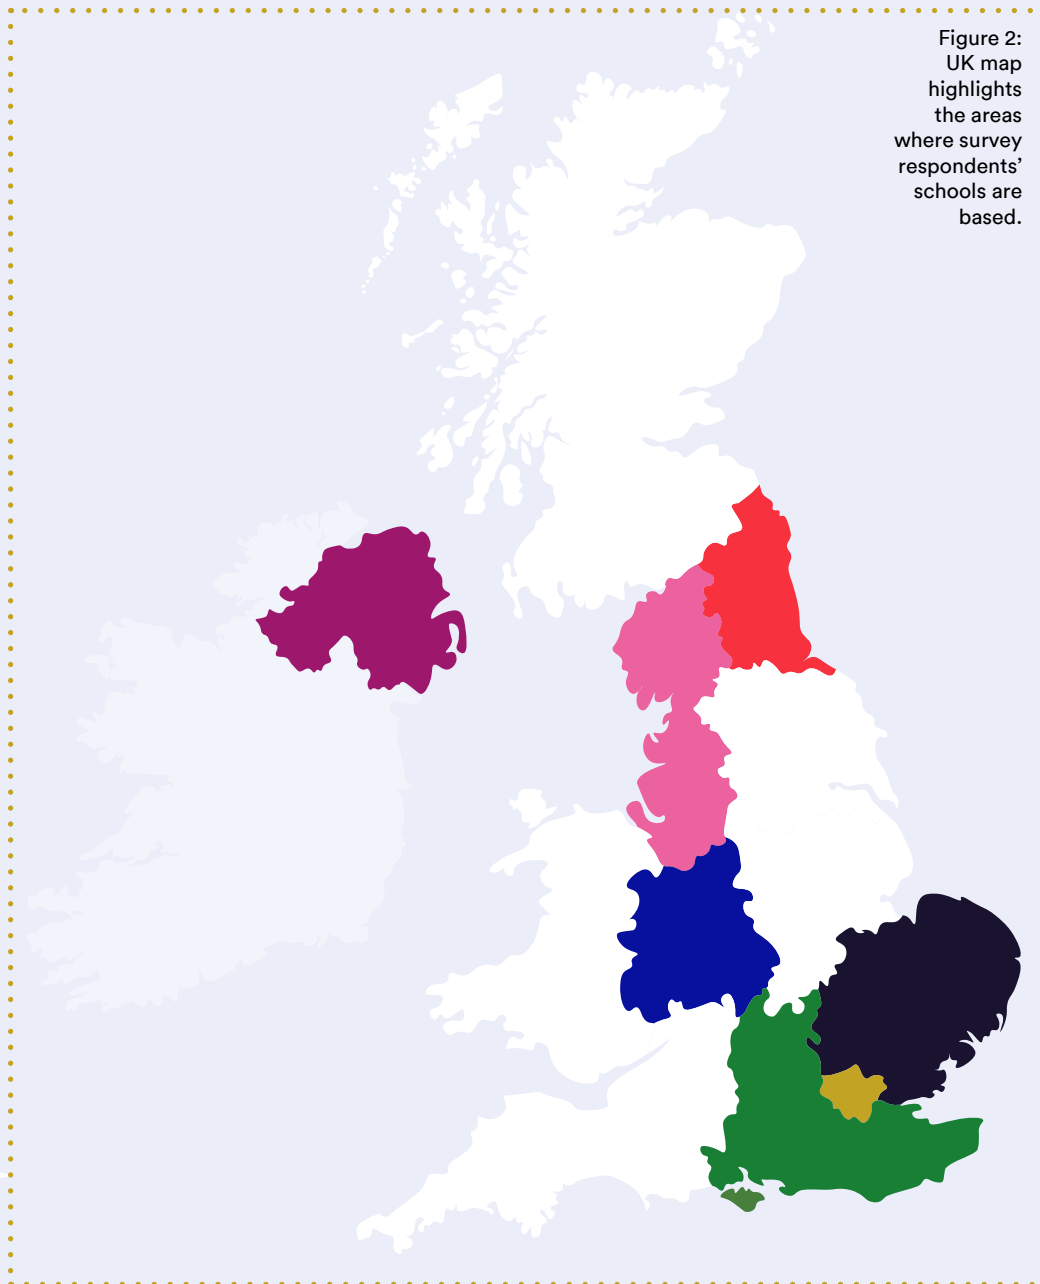 Figure 2:
UK map
highlights
the areas
where survey
respondents’
schools are
based.